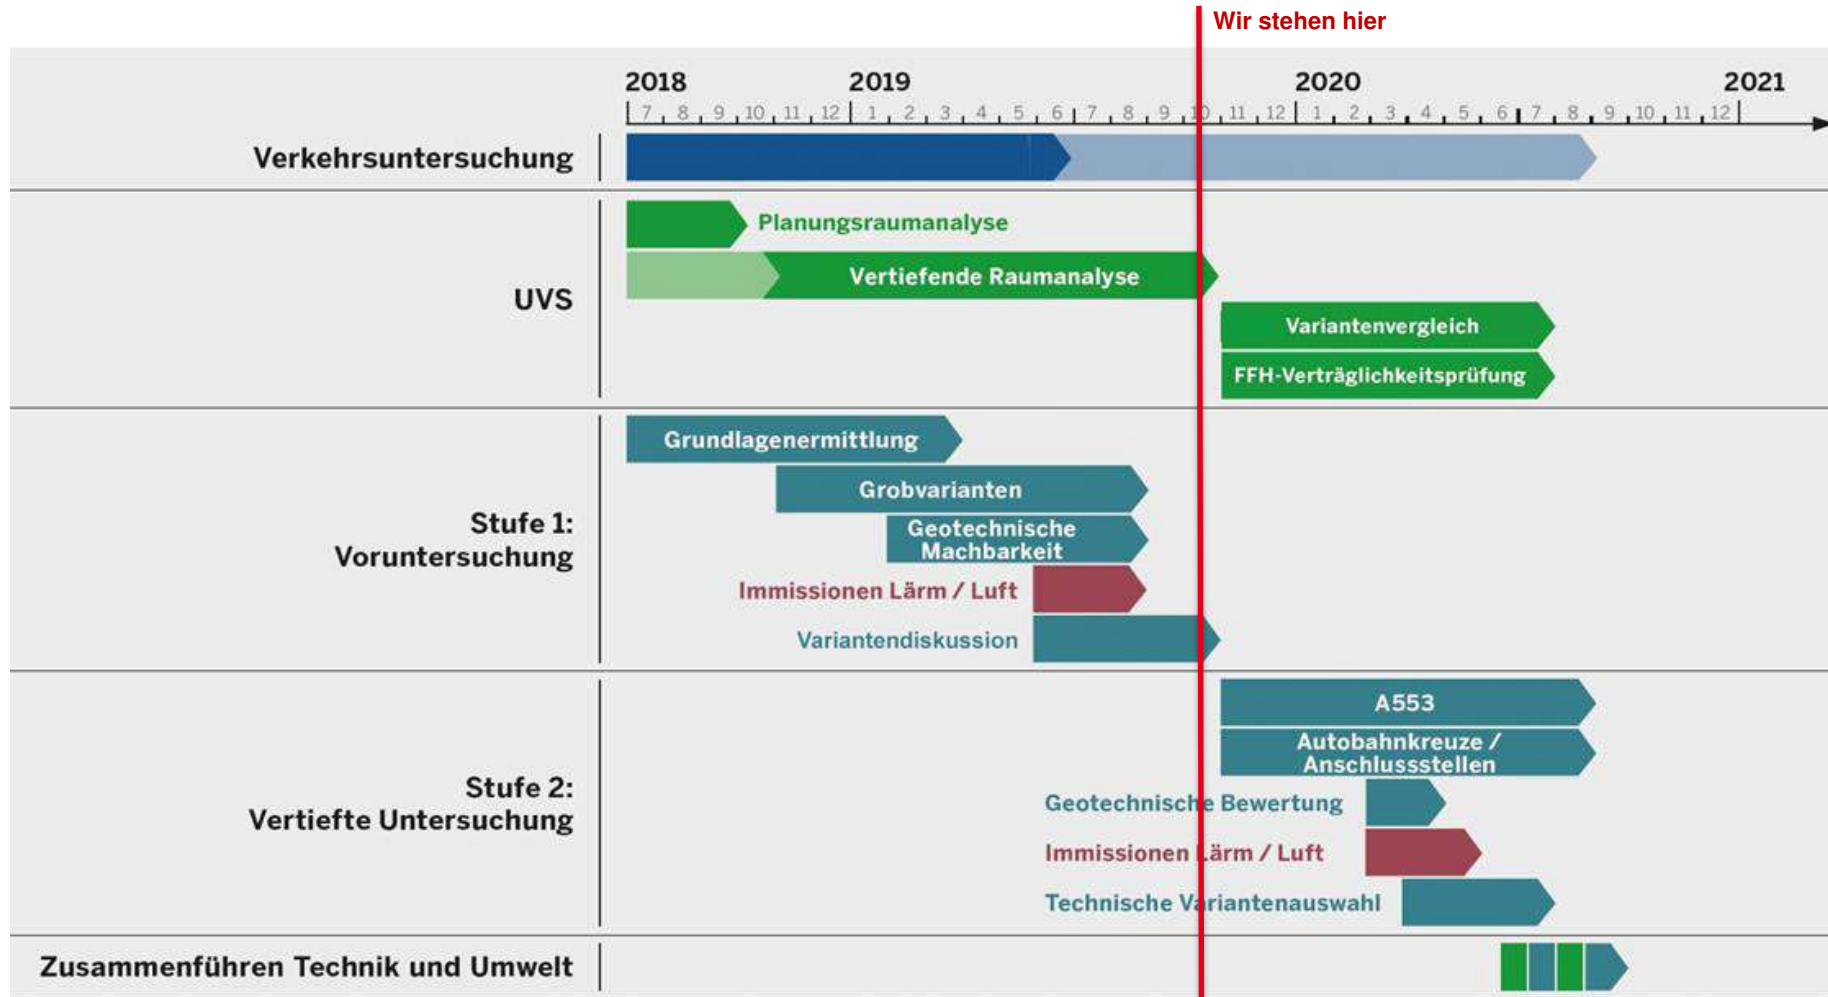 Wir stehen hier
2018 2019 2020 2021
7 8 9 10 11 12 1 2 3 4 5 6 7 8 9 10 11 12 1 2 3 4 5 6 7 8 9 10 11 12
Verkehrsuntersuchung
Planungsraumanalyse
Vertiefende Raumanalyse
UVS
Variantenvergleich
FFH-Verträglichkeitsprüfung
Grundlagenermittlung
Grobvarianten
Stufe 1:
Voruntersuchung
Geotechnische
Machbarkeit
Immissionen Lärm / Luft
Variantendiskussion
A553
Autobahnkreuze /
Anschlussstellen
Stufe 2:
Vertiefte Untersuchung
Geotechnische Bewertung
Immissionen Lärm / Luft
Technische Variantenauswahl
Zusammenführen Technik und Umwelt